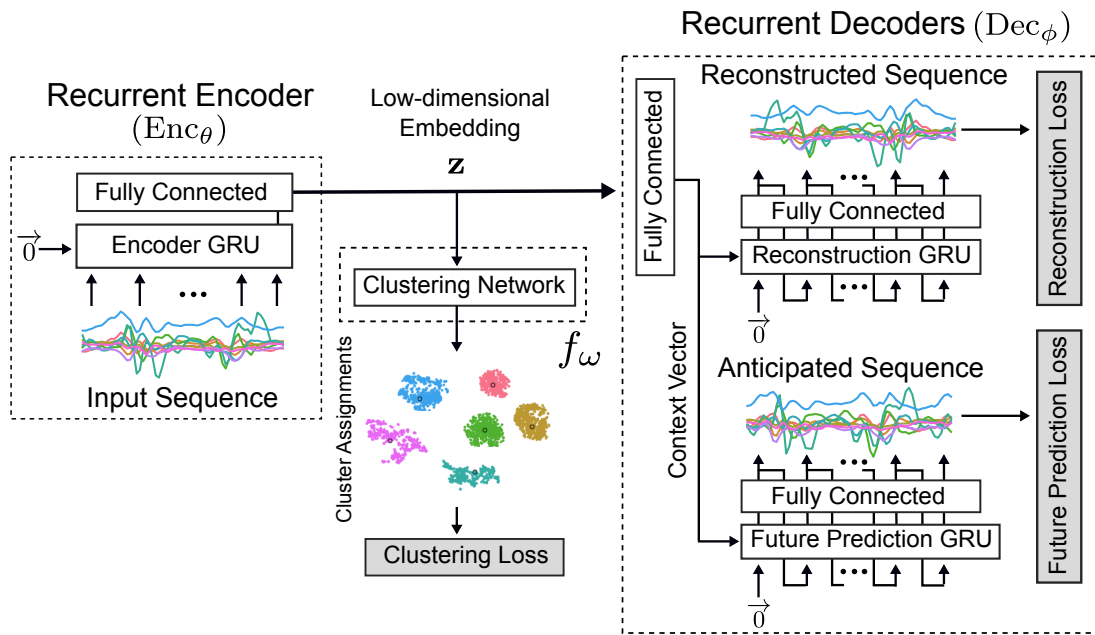 Recurrent Encoder
(Enc_θ)
Fully Connected
Encoder GRU
→0
...
Input Sequence
Low-dimensional
Embedding
z
Clustering Network
f_ω
Cluster Assignments
Clustering Loss
Recurrent Decoders (Dec_ϕ)
Fully Connected
Context Vector
Reconstructed Sequence
...
Fully Connected
Reconstruction GRU
...
→0
Reconstruction Loss
Anticipated Sequence
...
Fully Connected
Future Prediction GRU
...
→0
Future Prediction Loss